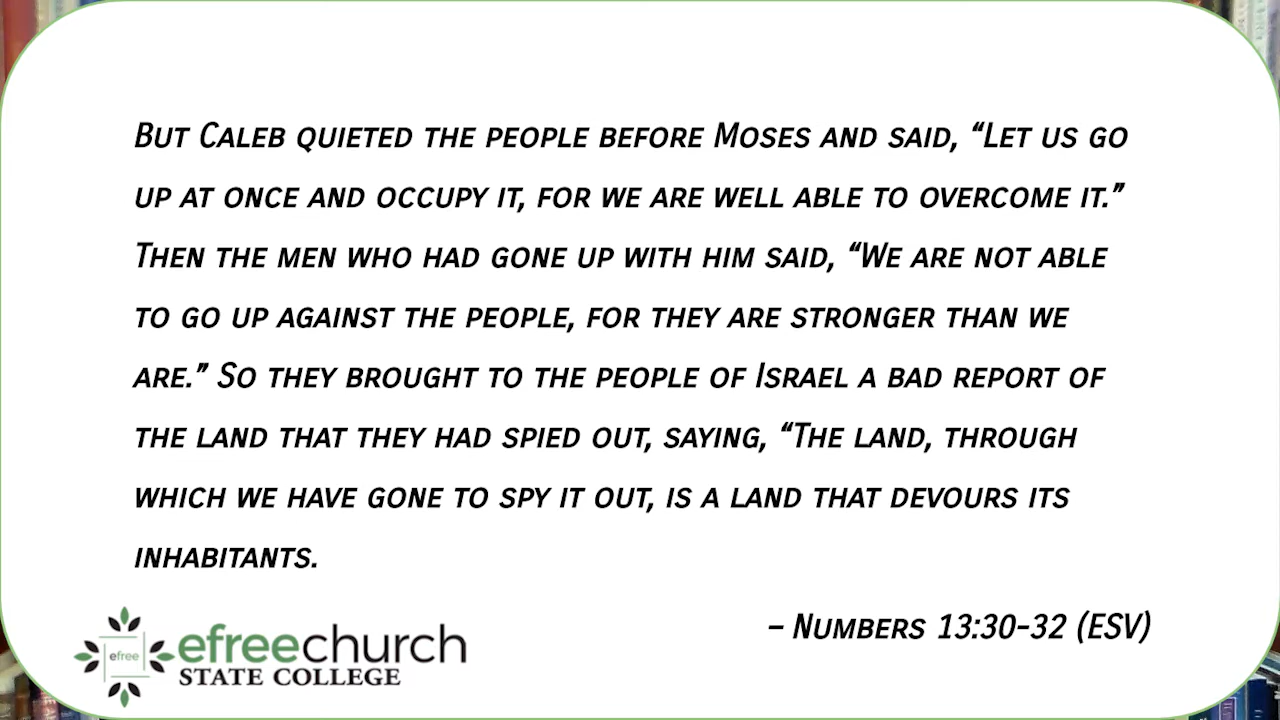 But Caleb quieted the people before Moses and said, “Let us go
up at once and occupy it, for we are well able to overcome it.”
Then the men who had gone up with him said, “We are not able
to go up against the people, for they are stronger than we
are.” So they brought to the people of Israel a bad report of
the land that they had spied out, saying, “The land, through
which we have gone to spy it out, is a land that devours its
inhabitants.
– Numbers 13:30-32 (ESV)
efree
efreechurch
STATE COLLEGE